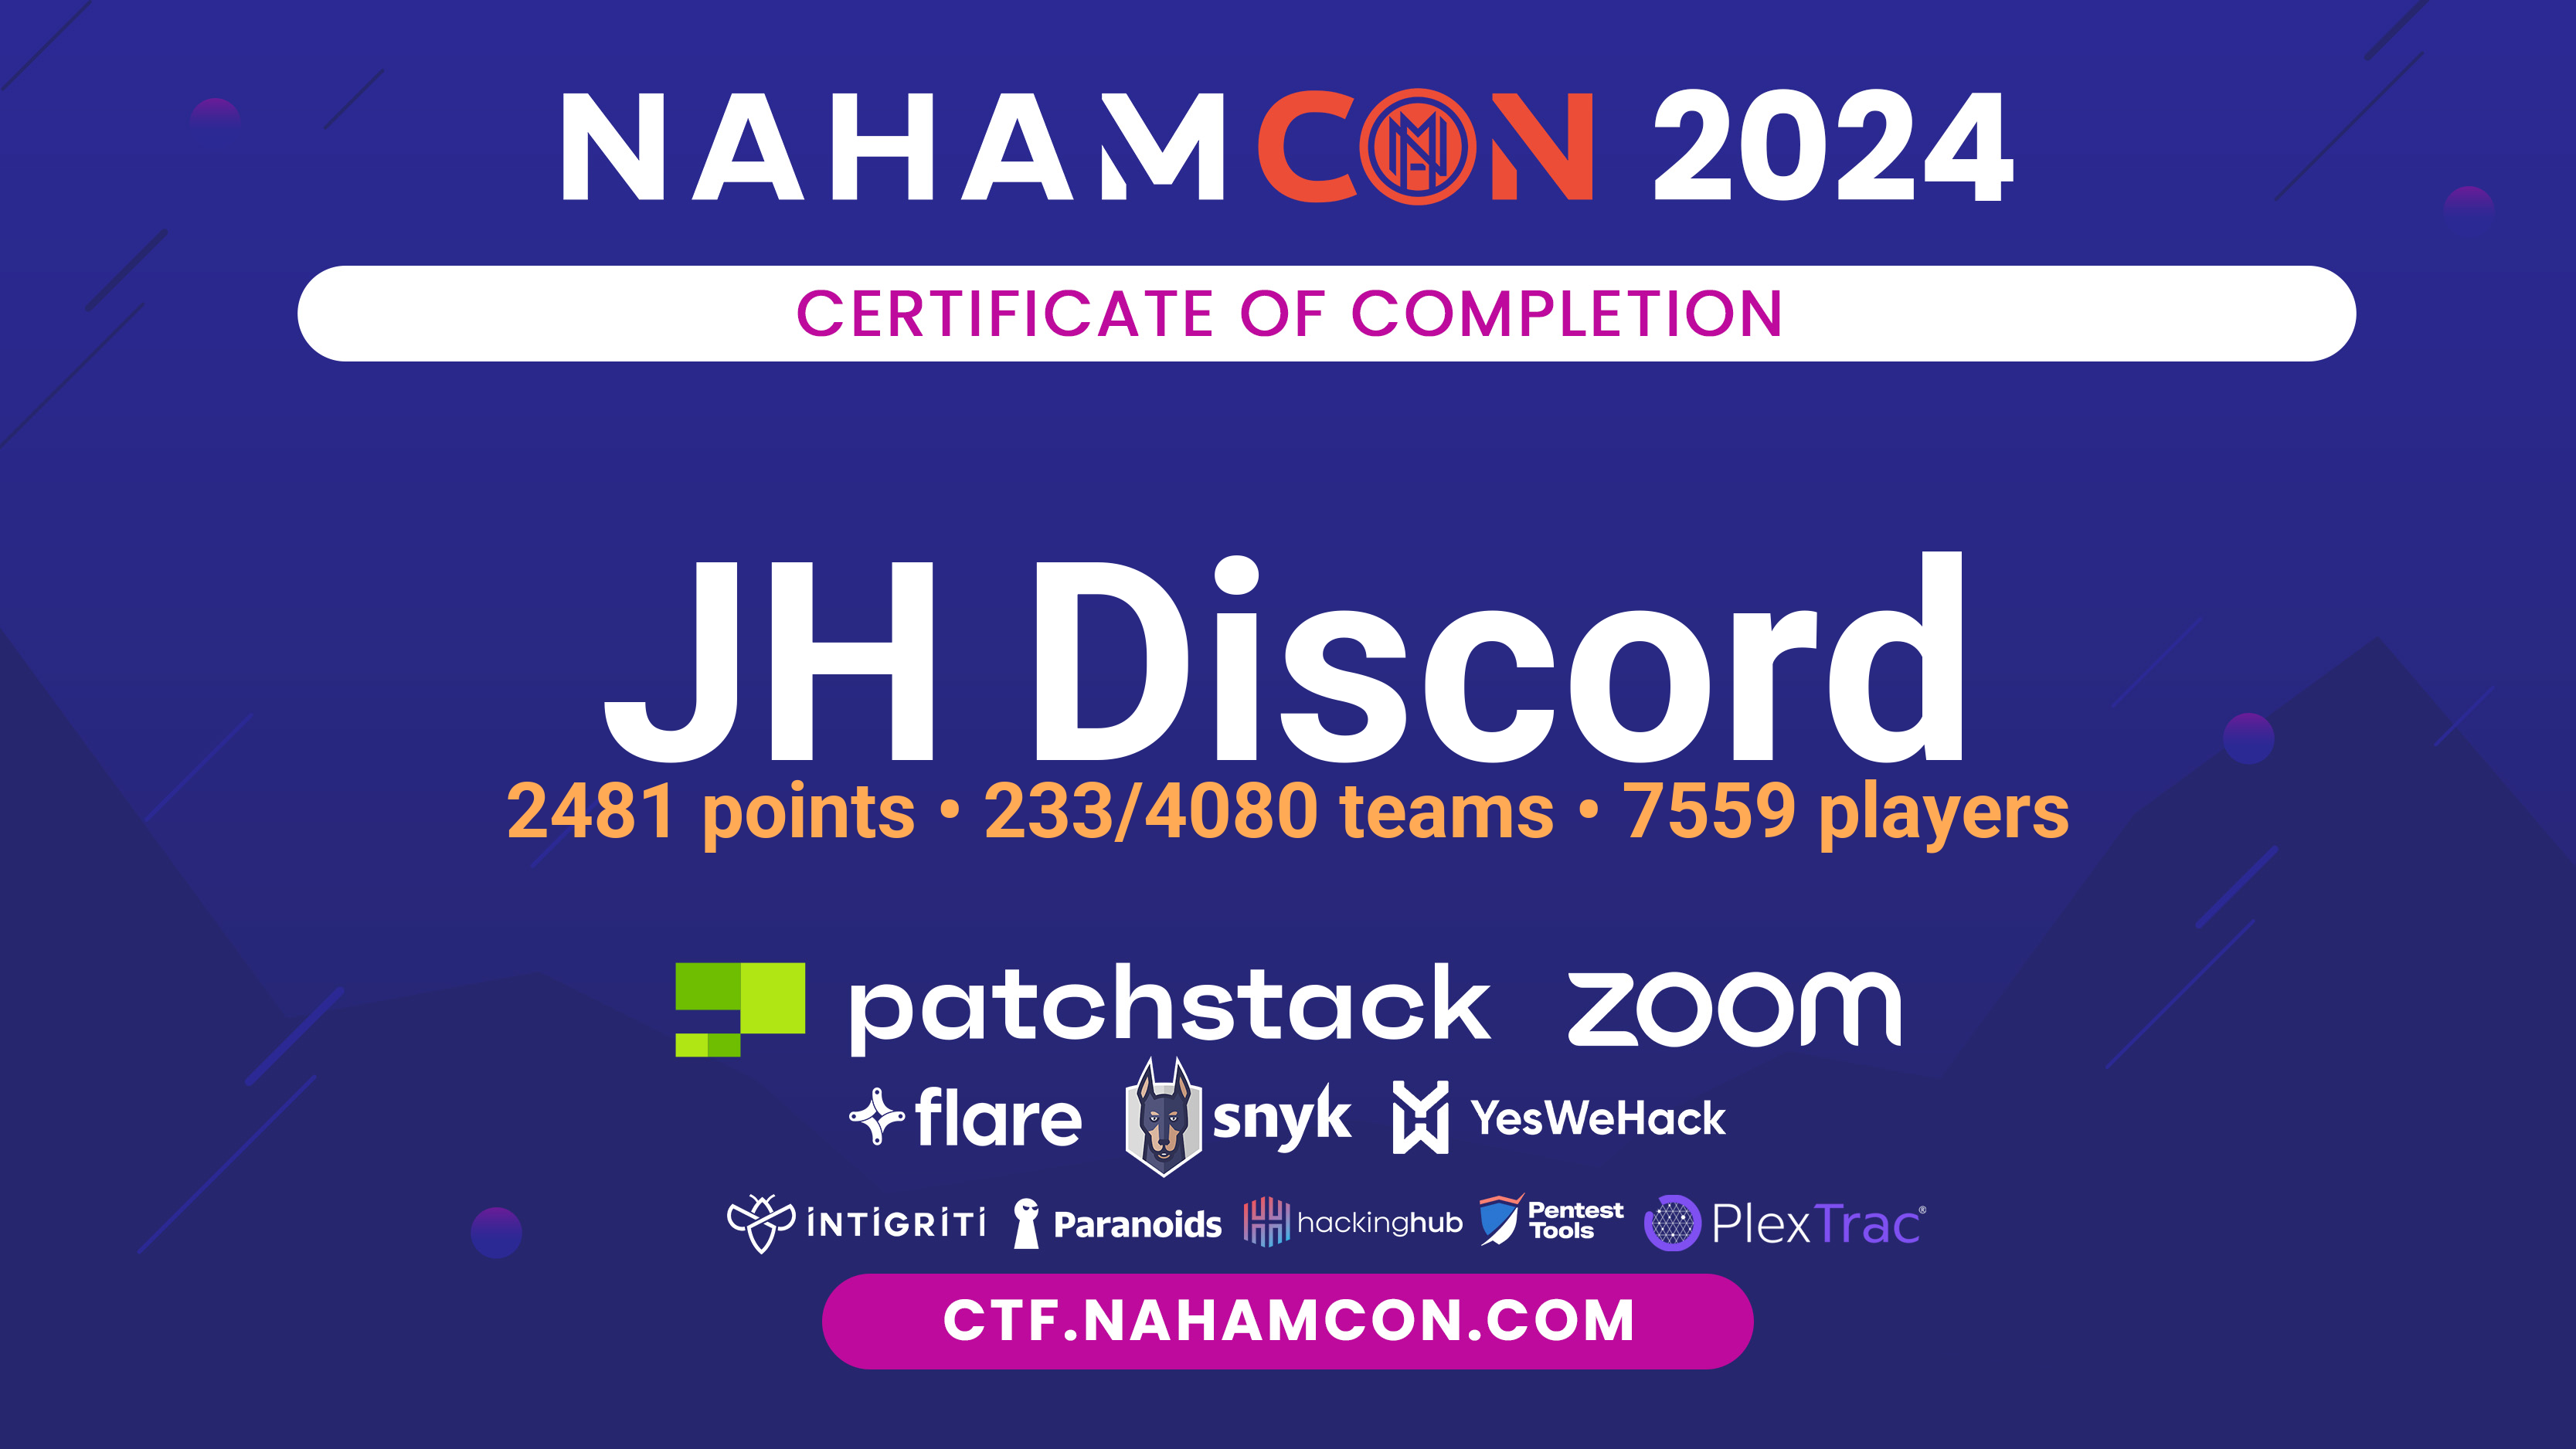 NAHAMCON 2024
CERTIFICATE OF COMPLETION
JH Discord
2481 points • 233/4080 teams • 7559 players
patchstack zoom
flare snyk YesWeHack
INTIGRITI Paranoids hackinghub Pentest Tools PlexTrac®
CTF.NAHAMCON.COM